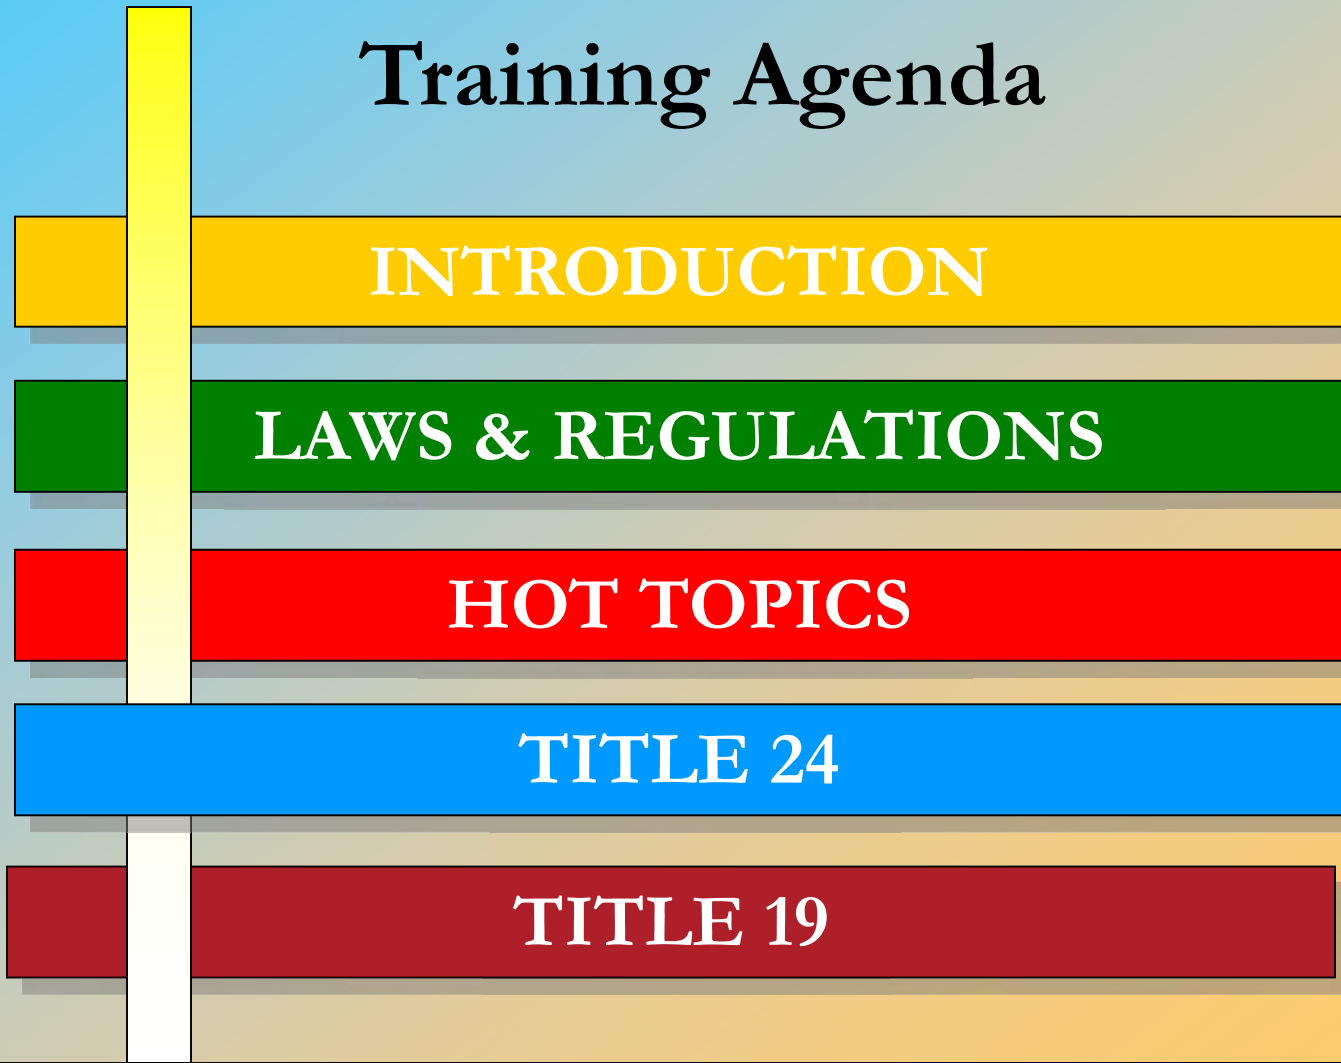 Training Agenda
INTRODUCTION
LAWS & REGULATIONS
HOT TOPICS
TITLE 24
TITLE 19